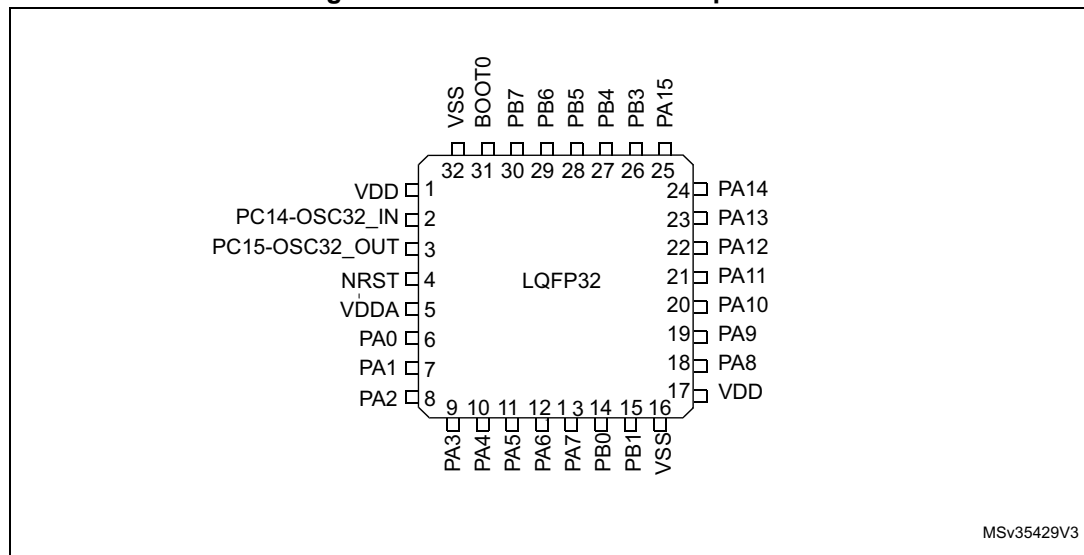 VSS
BOOT0
PB7
PB6
PB5
PB4
PB3
PA15
32 31 30 29 28 27 26 25
VDD 1
PC14-OSC32_IN 2
PC15-OSC32_OUT 3
NRST 4
VDDA 5
PA0 6
PA1 7
PA2 8
LQFP32
24 PA14
23 PA13
22 PA12
21 PA11
20 PA10
19 PA9
18 PA8
17 VDD
9 10 11 12 13 14 15 16
PA3
PA4
PA5
PA6
PA7
PB0
PB1
VSS
MSv35429V3